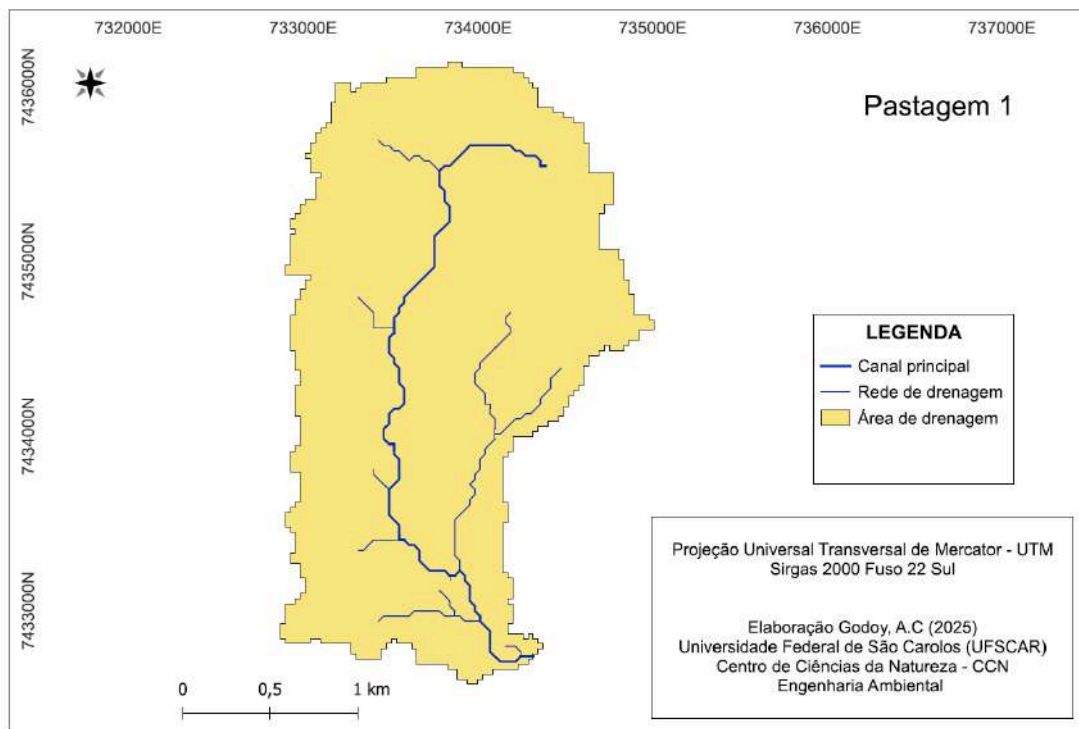 732000E 733000E 734000E 735000E 736000E 737000E
7436000N
7435000N
7434000N
7433000N
Pastagem 1
LEGENDA
Canal principal
Rede de drenagem
Área de drenagem
Projeção Universal Transversal de Mercator - UTM
Sirgas 2000 Fuso 22 Sul
Elaboração Godoy, A.C (2025)
Universidade Federal de São Carolos (UFSCAR)
Centro de Ciências da Natureza - CCN
Engenharia Ambiental
0 0,5 1 km